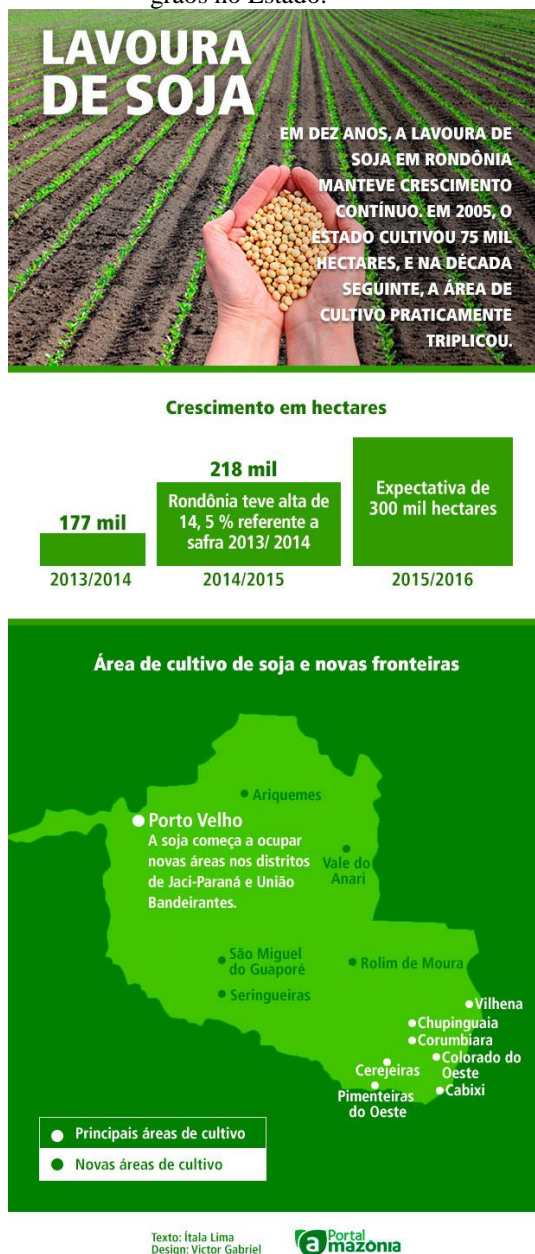 grãos no Estado.
LAVOURA
DE SOJA
EM DEZ ANOS, A LAVOURA DE
SOJA EM RONDÔNIA
MANTEVE CRESCIMENTO
CONTÍNUO. EM 2005, O
ESTADO CULTIVOU 75 MIL
HECTARES, E NA DÉCADA
SEGUINTE, A ÁREA DE
CULTIVO PRATICAMENTE
TRIPLICOU.
Crescimento em hectares
177 mil
2013/2014
218 mil
Rondônia teve alta de
14, 5 % referente a
safra 2013/ 2014
2014/2015
Expectativa de
300 mil hectares
2015/2016
Área de cultivo de soja e novas fronteiras
Ariquemes
Porto Velho
A soja começa a ocupar
novas áreas nos distritos
de Jaci-Paraná e União
Bandeirantes.
Vale do
Anari
São Miguel
do Guaporé
Rolim de Moura
Seringueiras
Vilhena
Chupinguaia
Corumbiara
Colorado do
Oeste
Cerejeiras
Cabixi
Pimenteiras
do Oeste
Principais áreas de cultivo
Novas áreas de cultivo
Texto: Ítala Lima
Design: Victor Gabriel
Portal
amazônia